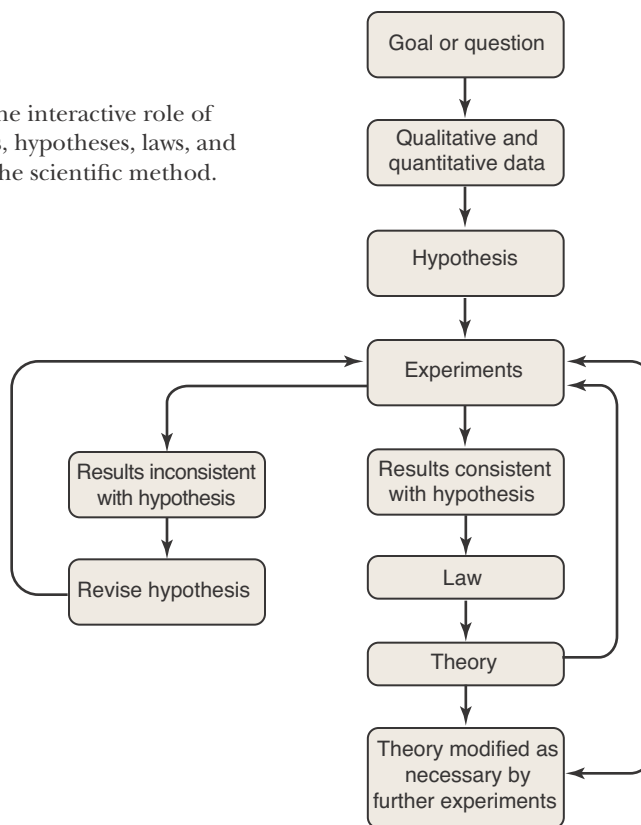 he interactive role of
s, hypotheses, laws, and
he scientific method.
Goal or question
Qualitative and
quantitative data
Hypothesis
Experiments
Results inconsistent
with hypothesis
Revise hypothesis
Results consistent
with hypothesis
Law
Theory
Theory modified as
necessary by
further experiments